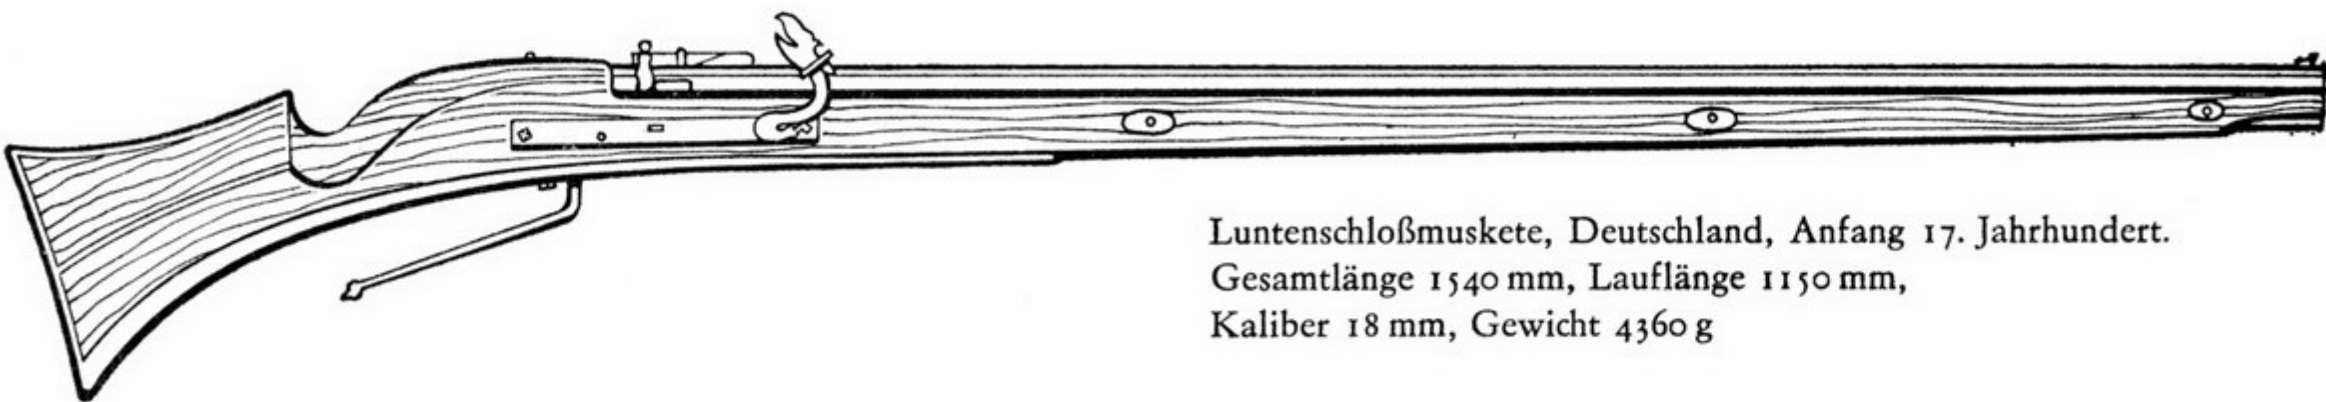 Luntenschloßmuskete, Deutschland, Anfang 17. Jahrhundert.
Gesamtlänge 1540 mm, Lauflänge 1150 mm,
Kaliber 18 mm, Gewicht 4360 g